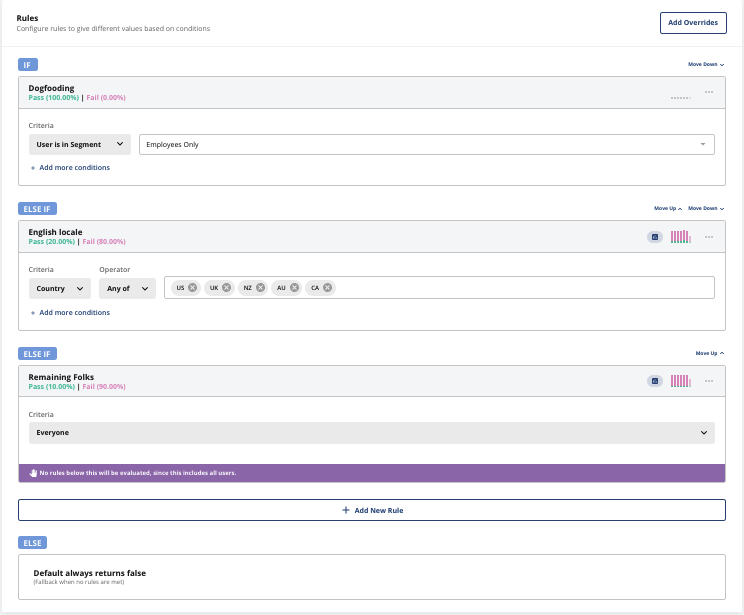 Rules
Configure rules to give different values based on conditions
Add Overrides
IF
Move Down
Dogfooding
Pass (100.00%) | Fail (0.00%)
Criteria
User is in Segment
Employees Only
+ Add more conditions
ELSE IF
Move Up Move Down
English locale
Pass (20.00%) | Fail (80.00%)
Criteria Operator
Country Any of US UK NZ AU CA
+ Add more conditions
ELSE IF
Move Up
Remaining Folks
Pass (10.00%) | Fail (90.00%)
Criteria
Everyone
No rules below this will be evaluated, since this includes all users.
+ Add New Rule
ELSE
Default always returns false
(Fallback when no rules are met)